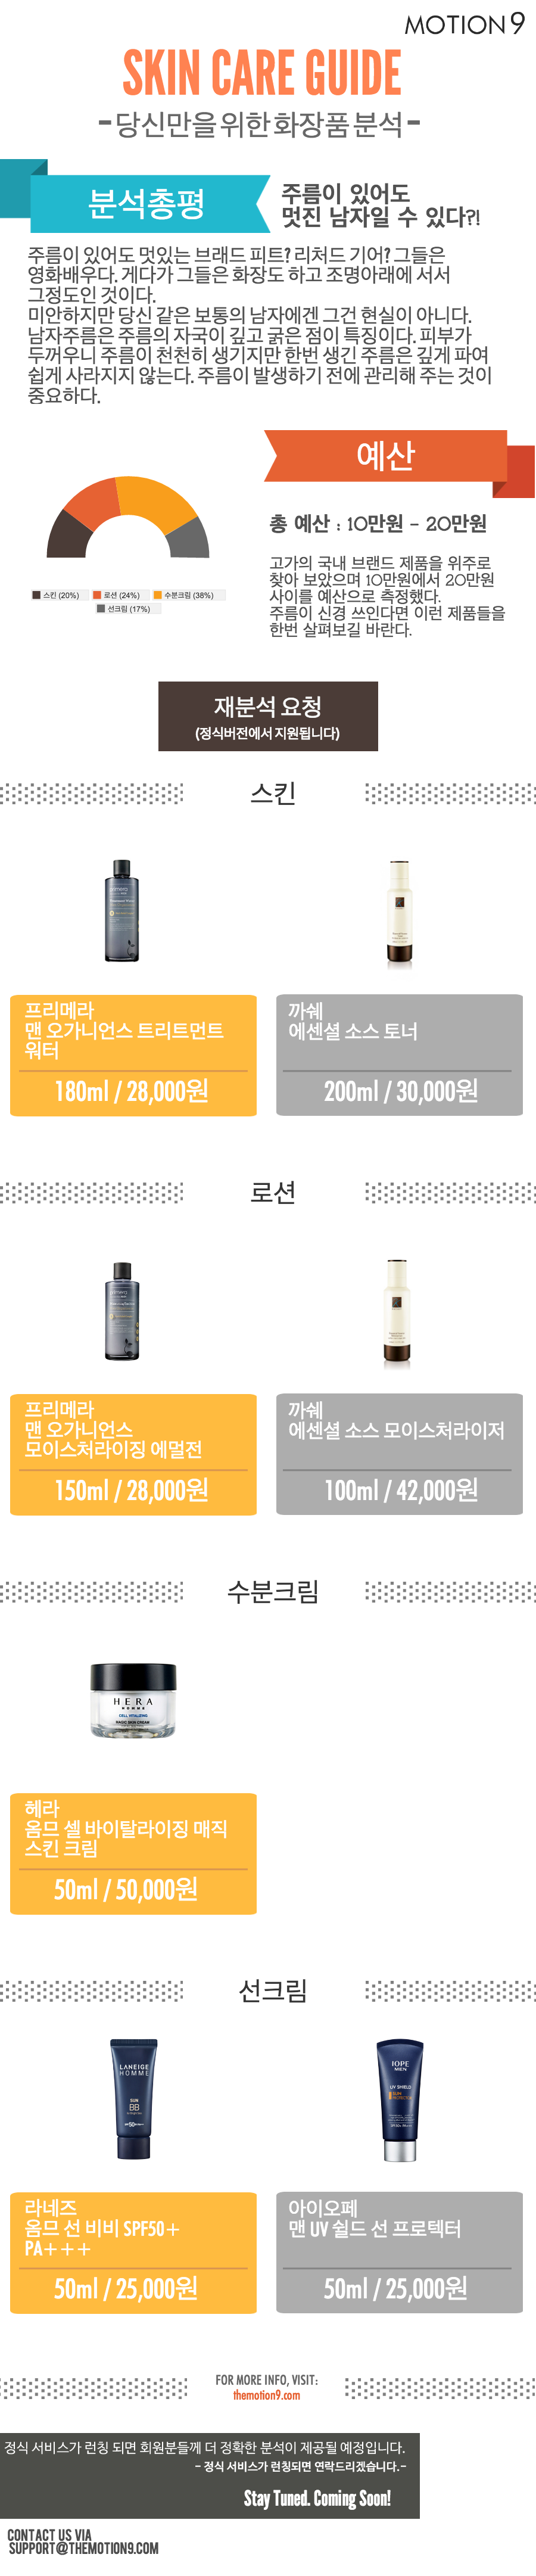 MOTION 9
SKIN CARE GUIDE
-당신만을 위한 화장품 분석-
분석총평
주름이 있어도
멋진 남자일 수 있다?!
주름이 있어도 멋있는 브래드 피트? 리처드 기어? 그들은
영화배우다. 게다가 그들은 화장도 하고 조명아래에 서서
그정도인 것이다.
미안하지만 당신 같은 보통의 남자에겐 그건 현실이 아니다.
남자주름은 주름의 자국이 깊고 굵은 점이 특징이다. 피부가
두꺼우니 주름이 천천히 생기지만 한번 생긴 주름은 깊게 파여
쉽게 사라지지 않는다. 주름이 발생하기 전에 관리해 주는 것이
중요하다.
예산
총 예산 : 10만원 - 20만원
고가의 국내 브랜드 제품을 위주로
찾아 보았으며 10만원에서 20만원
사이를 예산으로 측정했다.
주름이 신경 쓰인다면 이런 제품들을
한번 살펴보길 바란다.
스킨 (20%) 로션 (24%) 수분크림 (38%)
선크림 (17%)
재분석 요청
(정식버전에서 지원됩니다)
스킨
프리메라
맨 오가니언스 트리트먼트
워터
180ml / 28,000원
까쉐
에센셜 소스 토너
200ml / 30,000원
로션
프리메라
맨 오가니언스
모이스처라이징 에멀전
150ml / 28,000원
까쉐
에센셜 소스 모이스처라이저
100ml / 42,000원
수분크림
HERA
HOMME
CELL VITALIZING
MAGIC SKIN CREAM
헤라
옴므 셀 바이탈라이징 매직
스킨 크림
50ml / 50,000원
선크림
LANEIGE
HOMME
SUN
BB
라네즈
옴므 선 비비 SPF50+
PA+++
50ml / 25,000원
IOPE
MEN
UV SHIELD
SUN
PROTECTOR
아이오페
맨 UV 쉴드 선 프로텍터
50ml / 25,000원
FOR MORE INFO, VISIT:
themotion9.com
정식 서비스가 런칭 되면 회원분들께 더 정확한 분석이 제공될 예정입니다.
- 정식 서비스가 런칭되면 연락드리겠습니다.-
Stay Tuned. Coming Soon!
CONTACT US VIA
SUPPORT@THEMOTION9.COM